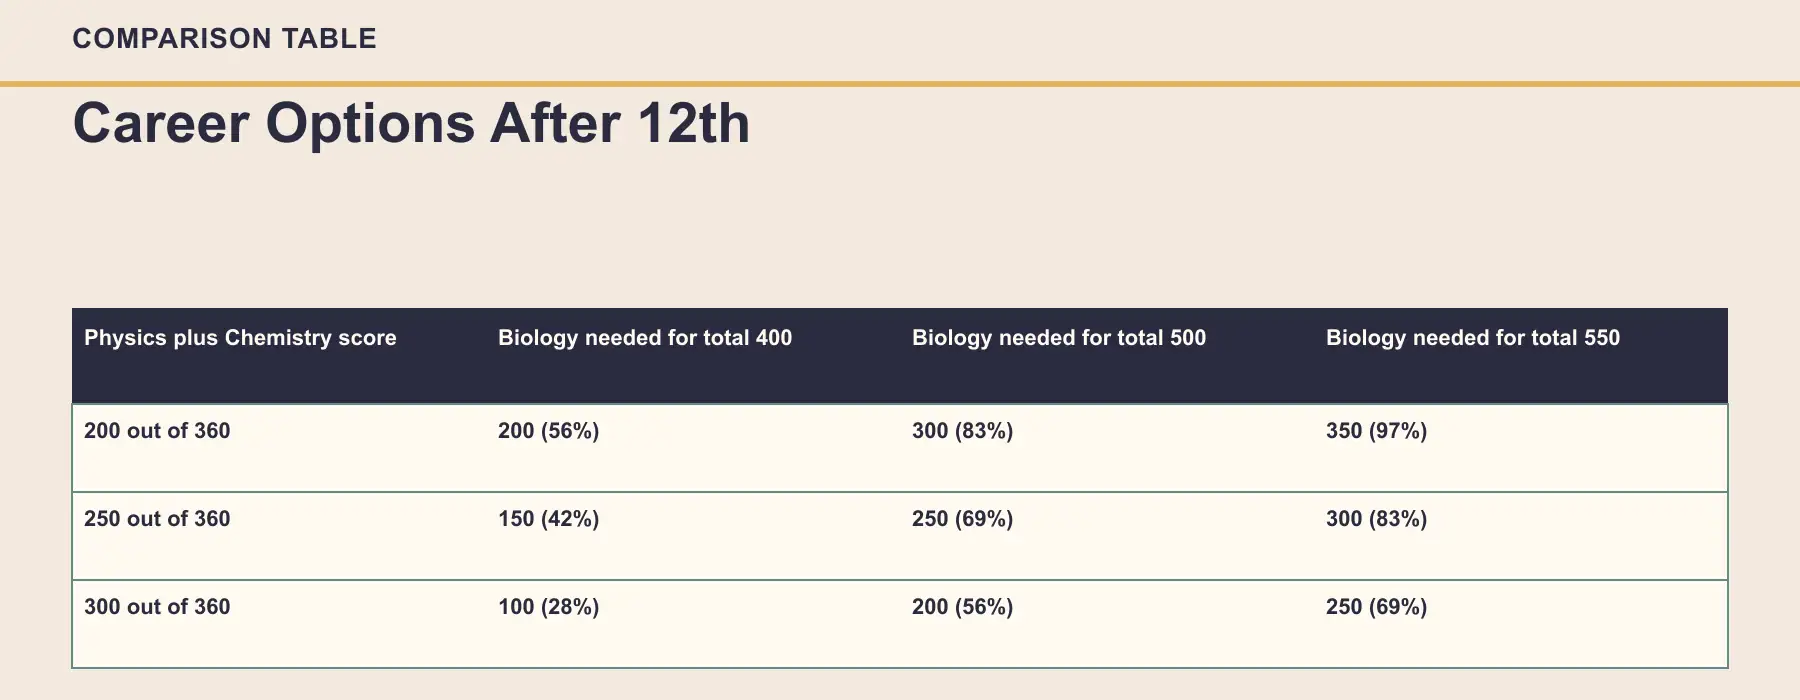 COMPARISON TABLE
Career Options After 12th
Physics plus Chemistry score Biology needed for total 400 Biology needed for total 500 Biology needed for total 550
200 out of 360 200 (56%) 300 (83%) 350 (97%)
250 out of 360 150 (42%) 250 (69%) 300 (83%)
300 out of 360 100 (28%) 200 (56%) 250 (69%)